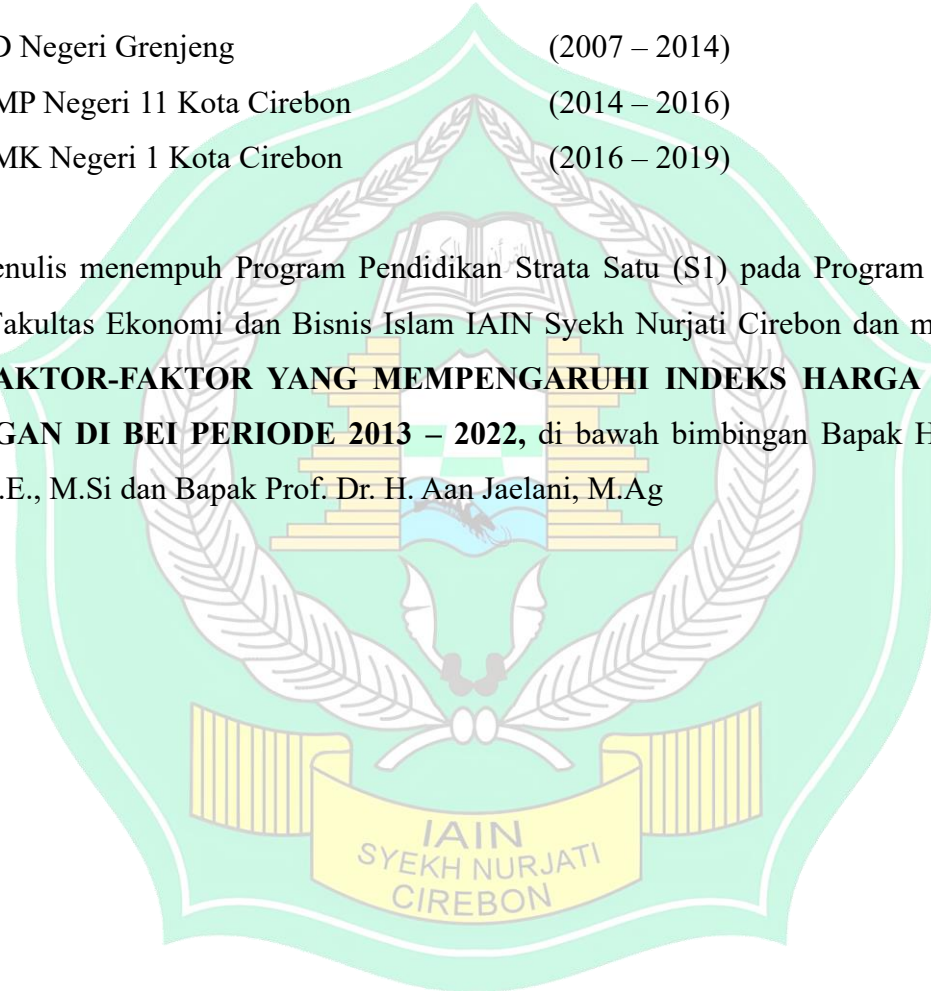 D Negeri Grenjeng (2007 – 2014)
MP Negeri 11 Kota Cirebon (2014 – 2016)
MK Negeri 1 Kota Cirebon (2016 – 2019)
enulis menempuh Program Pendidikan Strata Satu (S1) pada Program
Fakultas Ekonomi dan Bisnis Islam IAIN Syekh Nurjati Cirebon dan m
AKTOR-FAKTOR YANG MEMPENGARUHI INDEKS HARGA
GAN DI BEI PERIODE 2013 – 2022, di bawah bimbingan Bapak H
.E., M.Si dan Bapak Prof. Dr. H. Aan Jaelani, M.Ag
IAIN
SYEKH NURJATI
CIREBON